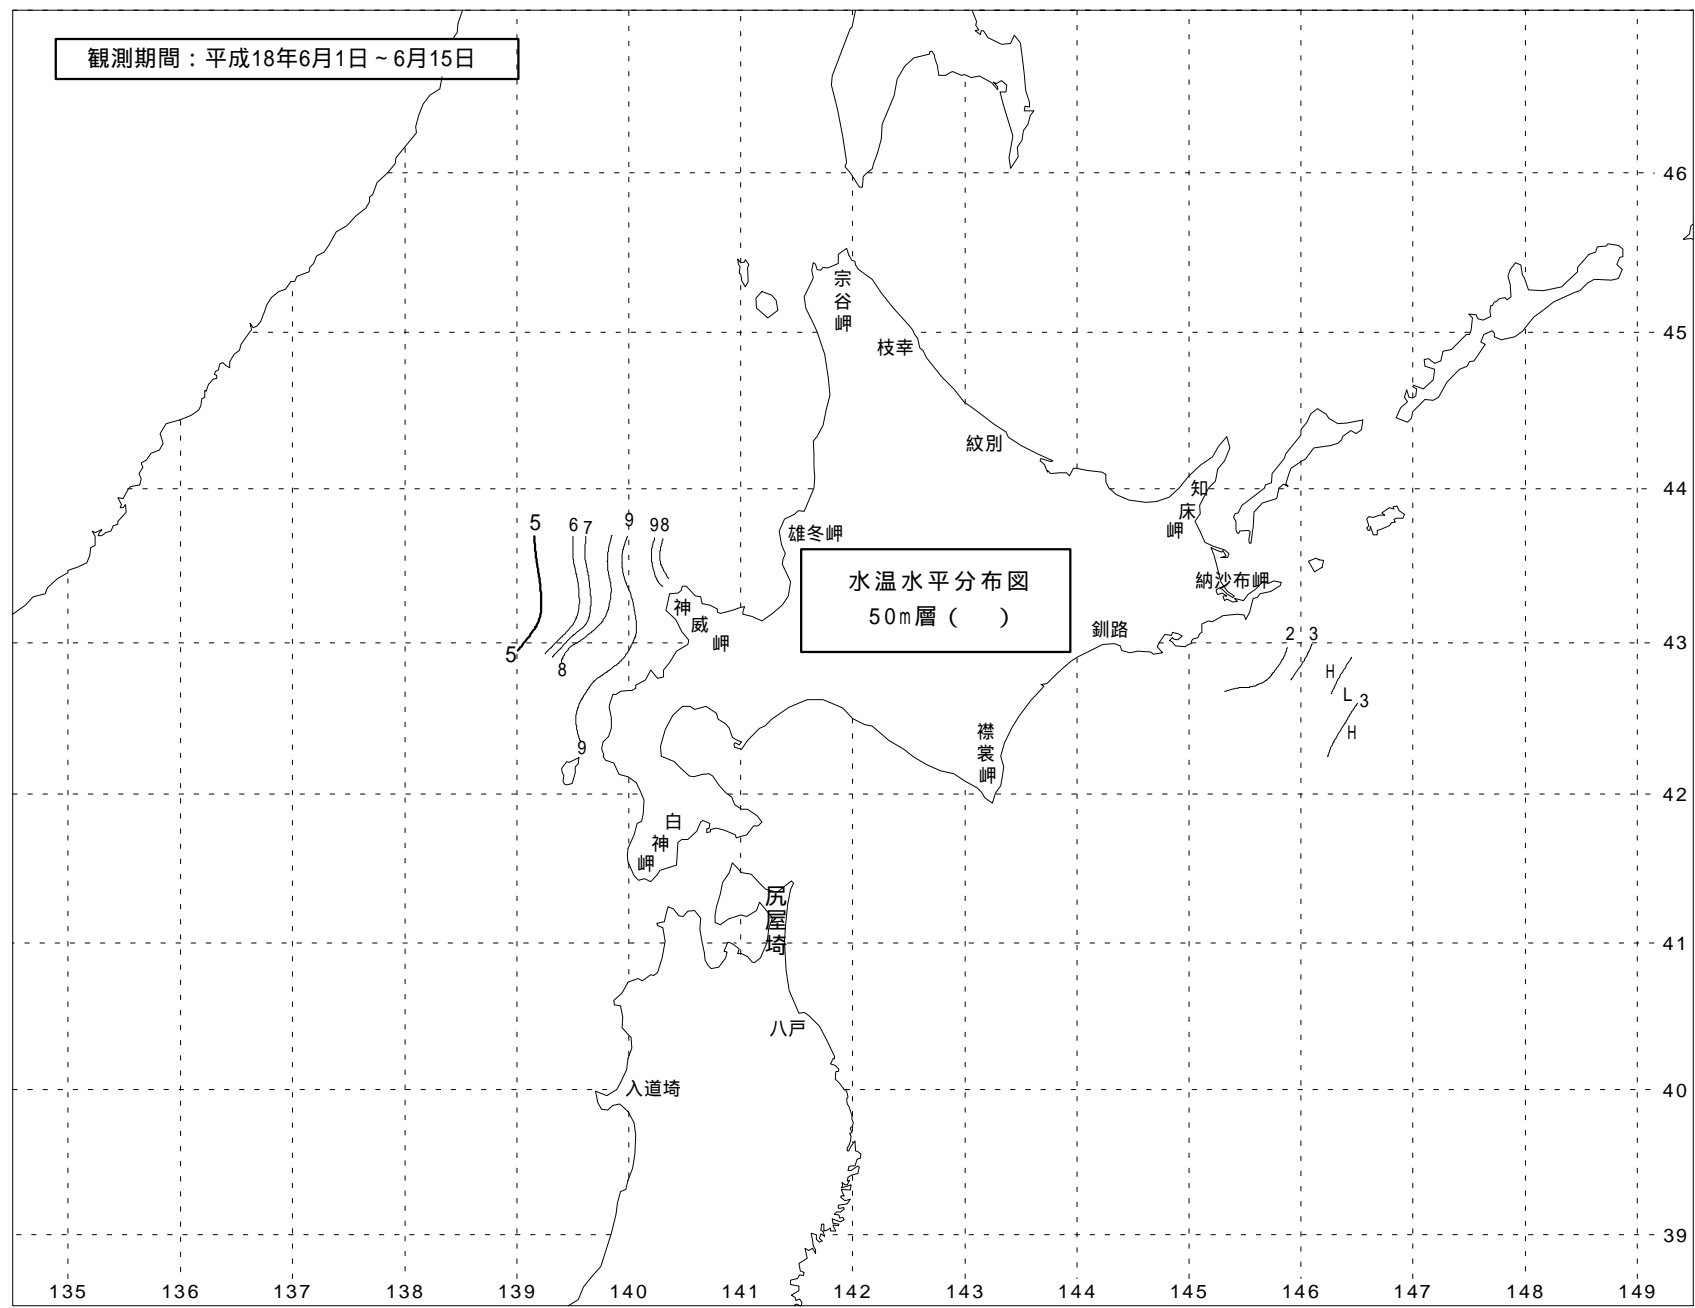 観測期間：平成18年6月1日～6月15日
46
宗谷岬
45
枝幸
紋別
44
知床岬
5 6 7 9 98
雄冬岬
水温水平分布図
50m層（　）
納沙布岬
神威岬
釧路
43
2 3
5
8
H
L 3
H
9
襟裳岬
42
白神岬
尻屋埼
41
八戸
入道埼
40
39
135 136 137 138 139 140 141 142 143 144 145 146 147 148 149